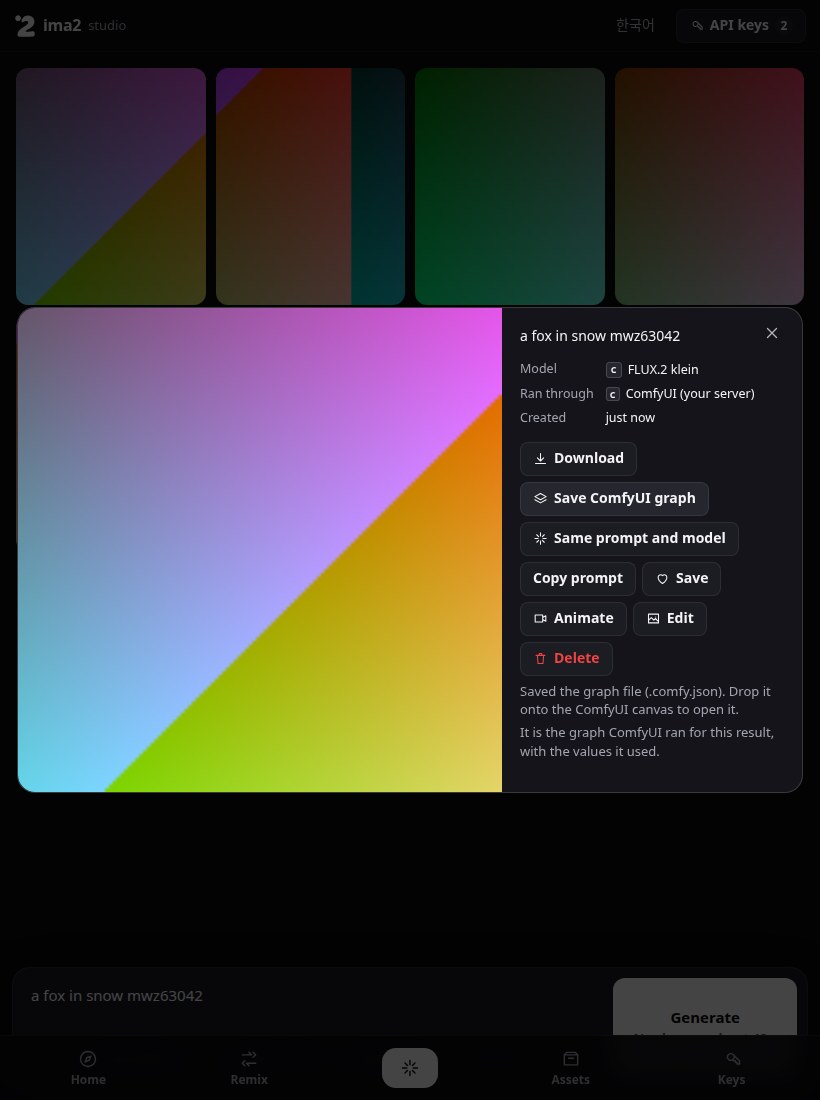 ima2 studio
한국어
API keys 2
a fox in snow mwz63042
Model
C FLUX.2 klein
Ran through
C ComfyUI (your server)
Created
just now
Download
Save ComfyUI graph
Same prompt and model
Copy prompt
Save
Animate
Edit
Delete
Saved the graph file (.comfy.json). Drop it
onto the ComfyUI canvas to open it.
It is the graph ComfyUI ran for this result,
with the values it used.
a fox in snow mwz63042
Generate
Home
Remix
Assets
Keys